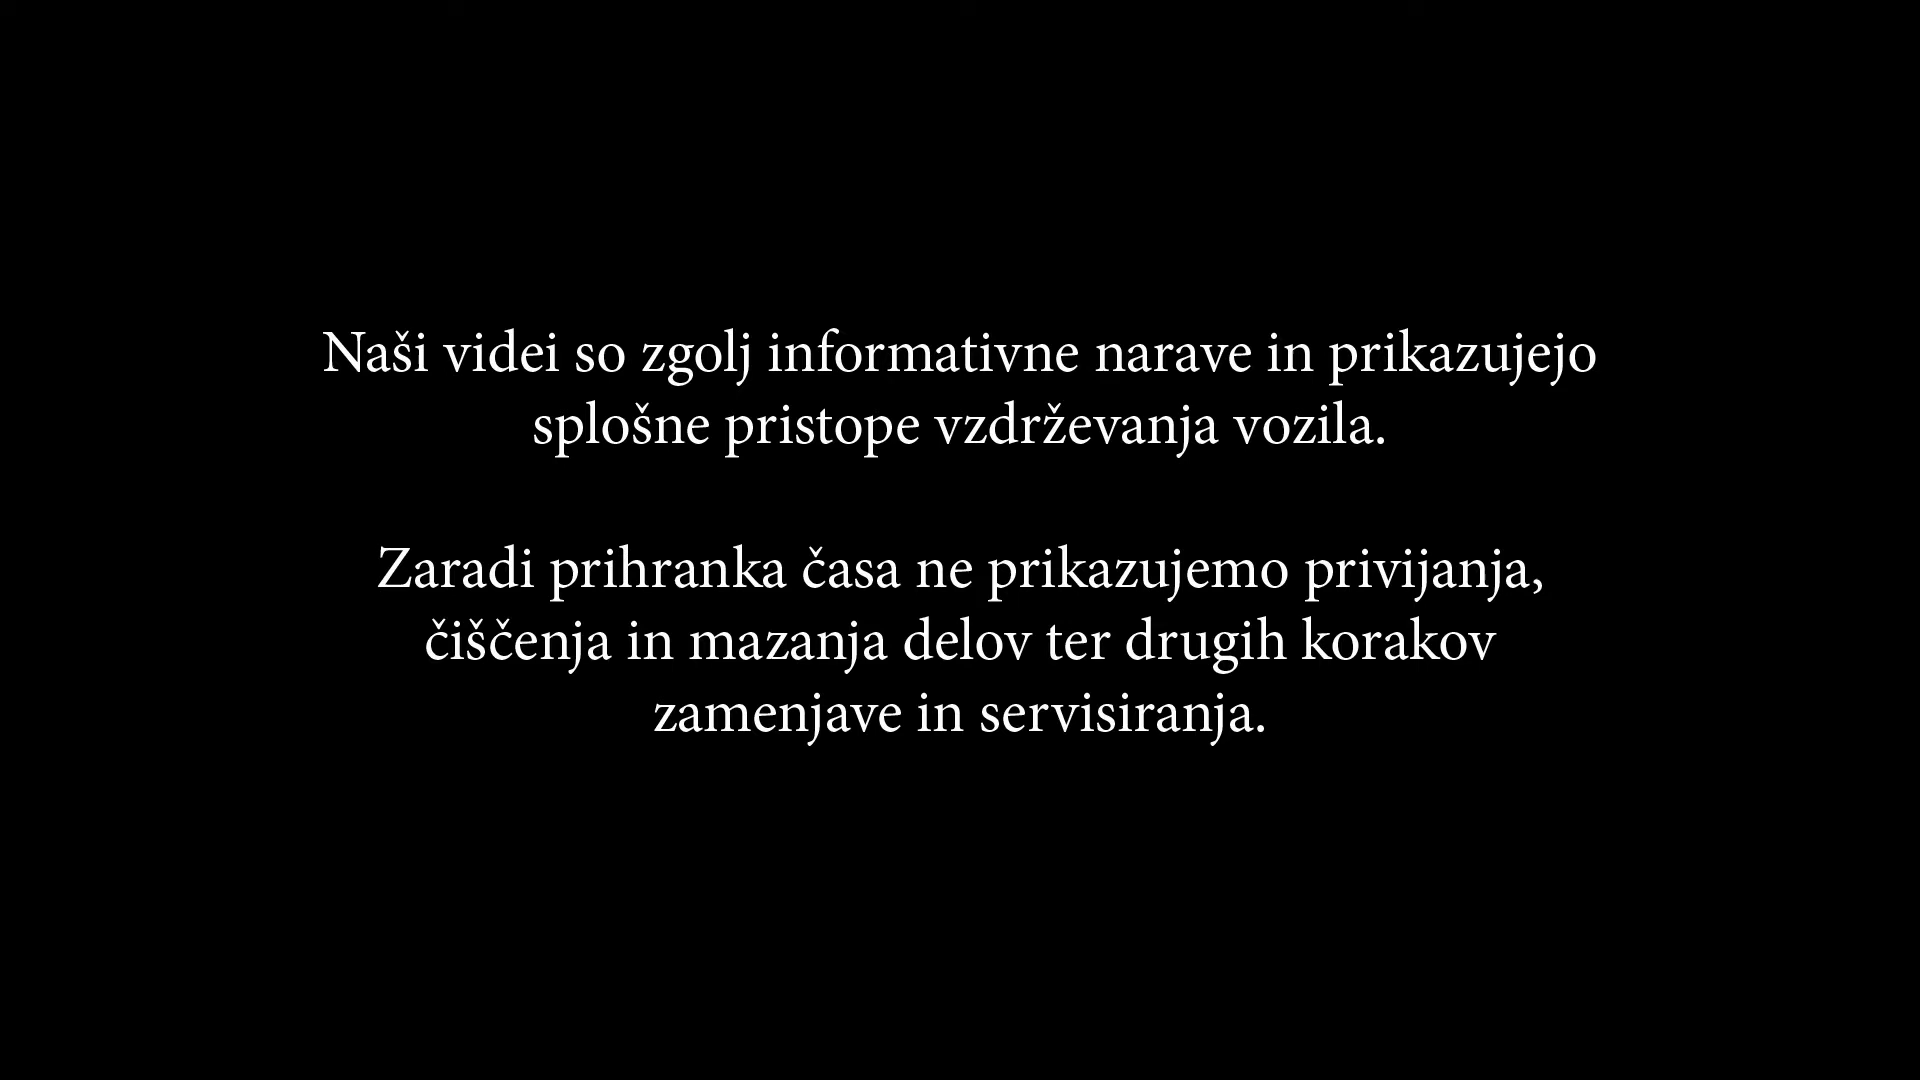 Naši videi so zgolj informativne narave in prikazujejo
splošne pristope vzdrževanja vozila.
Zaradi prihranka časa ne prikazujemo privijanja,
čiščenja in mazanja delov ter drugih korakov
zamenjave in servisiranja.